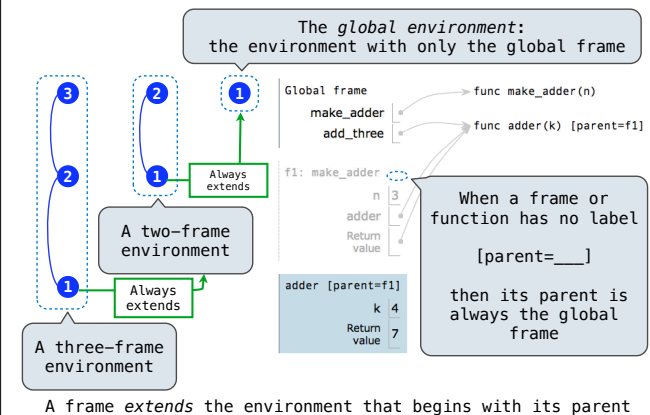 The global environment:
the environment with only the global frame
3
2
1
2
1
1
Always
extends
Always
extends
A two-frame
environment
A three-frame
environment
Global frame
make_adder
add_three
func make_adder(n)
func adder(k) [parent=f1]
f1: make_adder
n 3
adder
Return
value
adder [parent=f1]
k 4
Return
value 7
When a frame or
function has no label
[parent=___]
then its parent is
always the global
frame
A frame extends the environment that begins with its parent